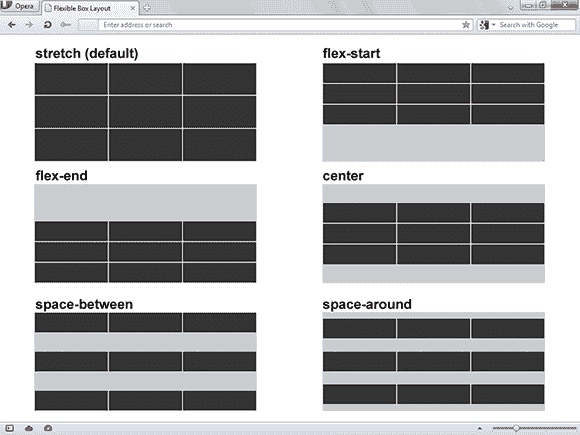 Opera
Flexible Box Layout
Enter address or search
Search with Google
stretch (default)
flex-start
flex-end
center
space-between
space-around